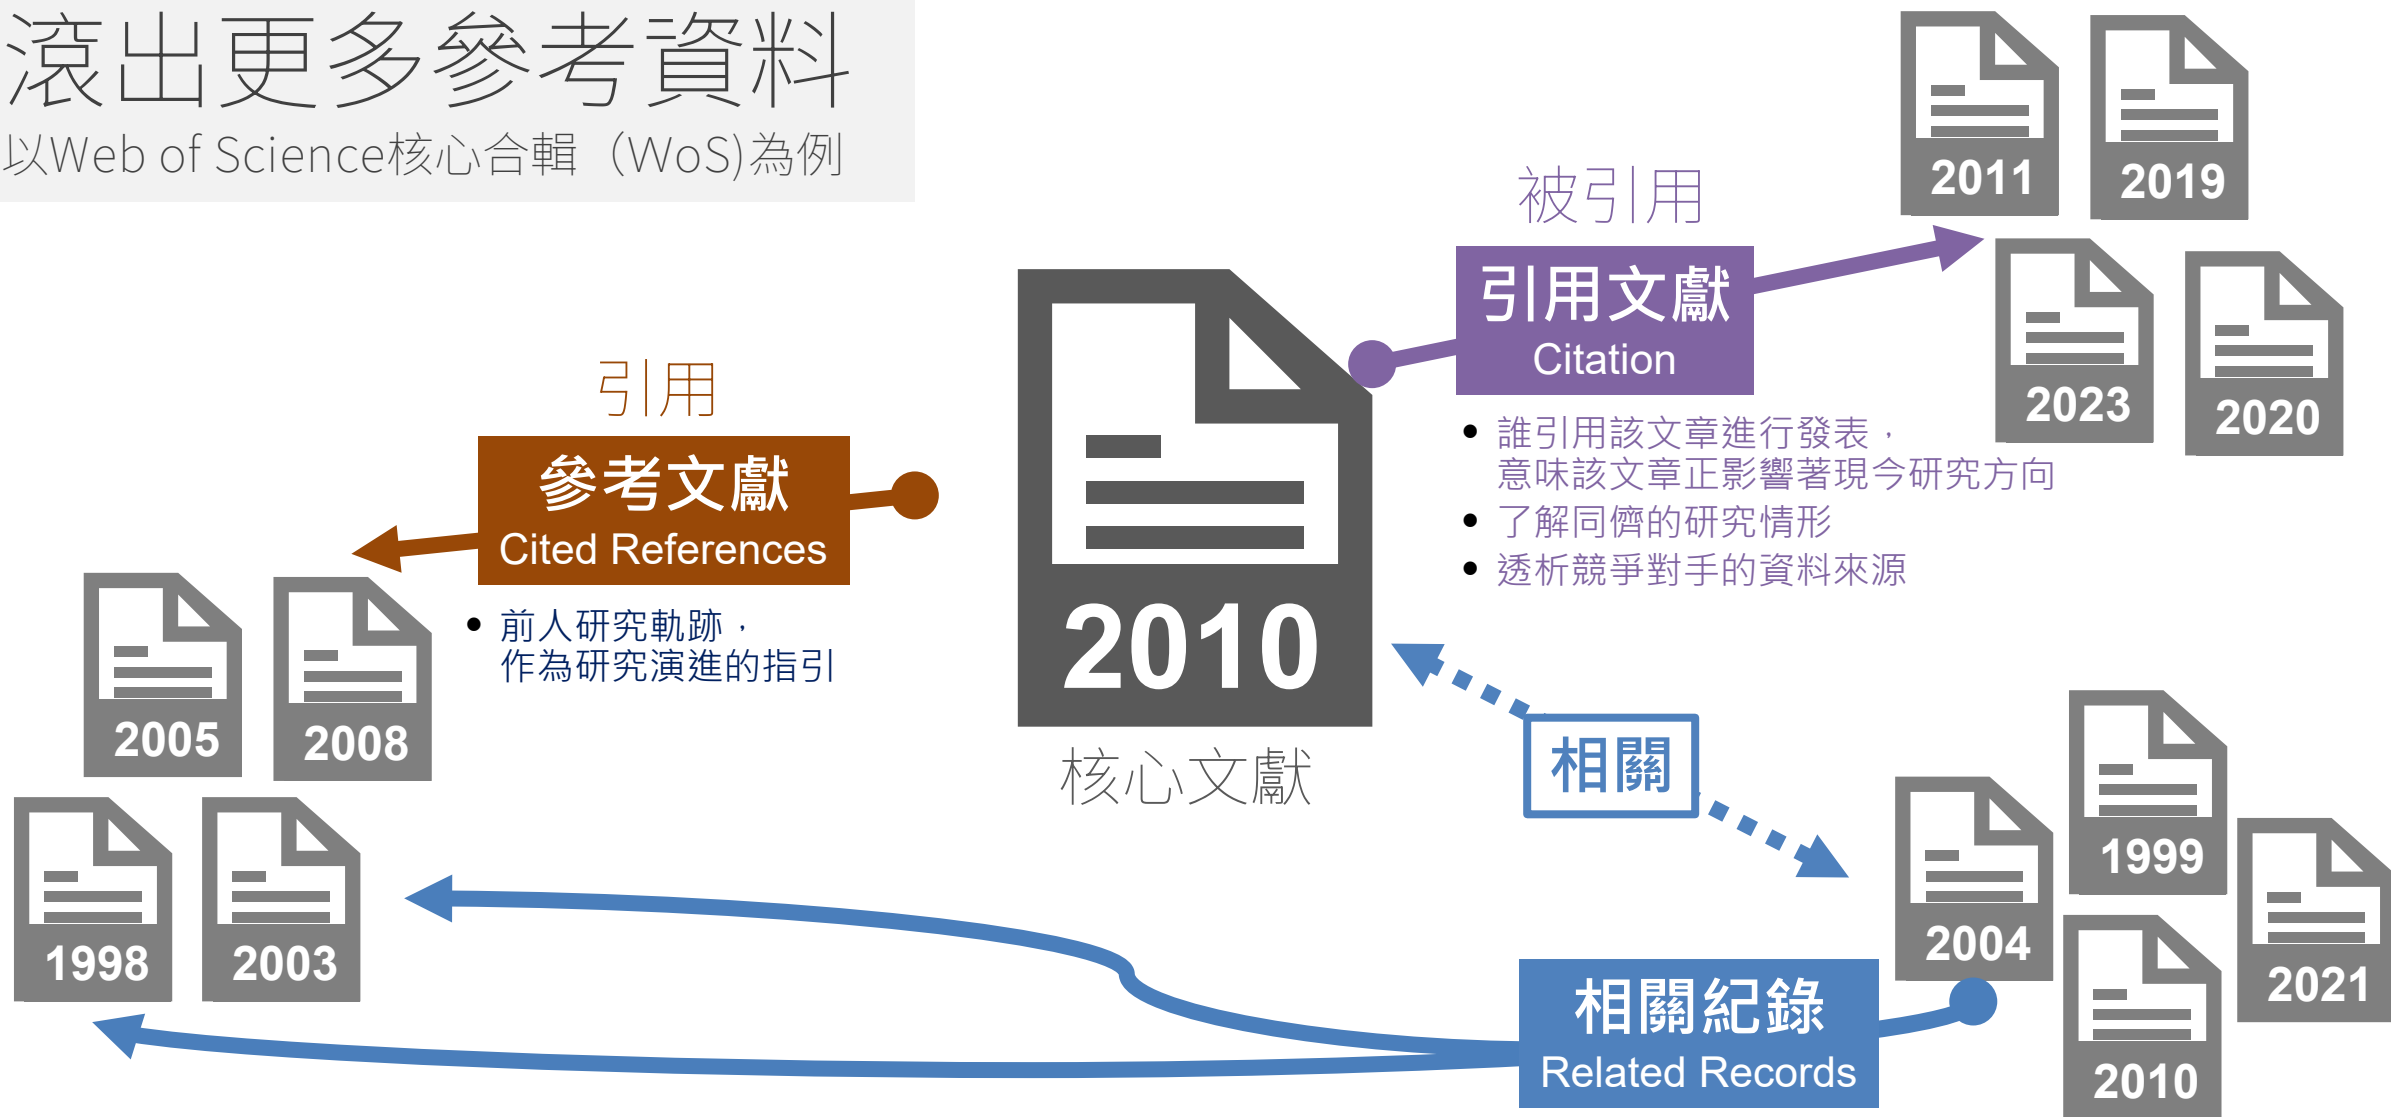 滾出更多參考資料
以Web of Science核心合輯（WoS)為例
引用
參考文獻
Cited References
前人研究軌跡，
作為研究演進的指引
2005
2008
1998
2003
2010
核心文獻
被引用
引用文獻
Citation
誰引用該文章進行發表，
意味該文章正影響著現今研究方向
了解同儕的研究情形
透析競爭對手的資料來源
2011
2019
2023
2020
相關
相關紀錄
Related Records
1999
2004
2021
2010